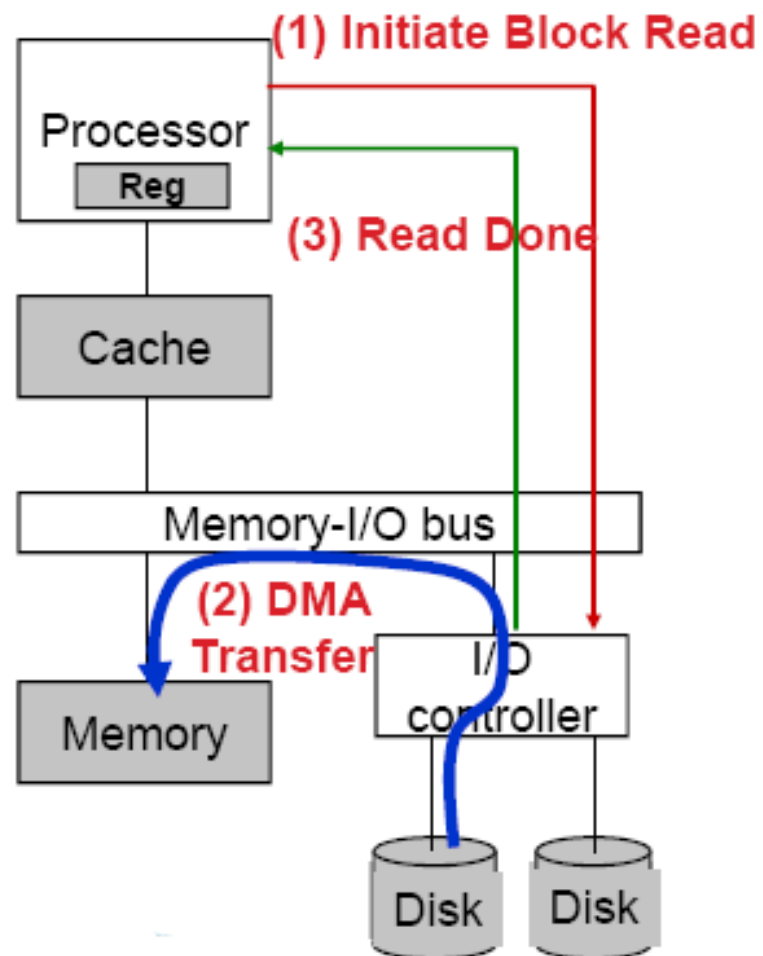 (1) Initiate Block Read
Processor
Reg
(3) Read Done
Cache
Memory-I/O bus
(2) DMA
Transfer
I/O
controller
Memory
Disk
Disk